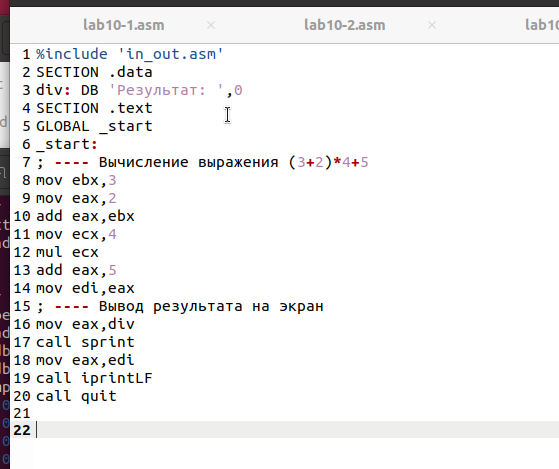 lab10-1.asm × lab10-2.asm × lab10
1 %include 'in_out.asm'
2 SECTION .data
3 div: DB 'Результат: ',0
4 SECTION .text
5 GLOBAL _start
6 _start:
7 ; ---- Вычисление выражения (3+2)*4+5
8 mov ebx,3
9 mov eax,2
10 add eax,ebx
11 mov ecx,4
12 mul ecx
13 add eax,5
14 mov edi,eax
15 ; ---- Вывод результата на экран
16 mov eax,div
17 call sprint
18 mov eax,edi
19 call iprintLF
20 call quit
21
22